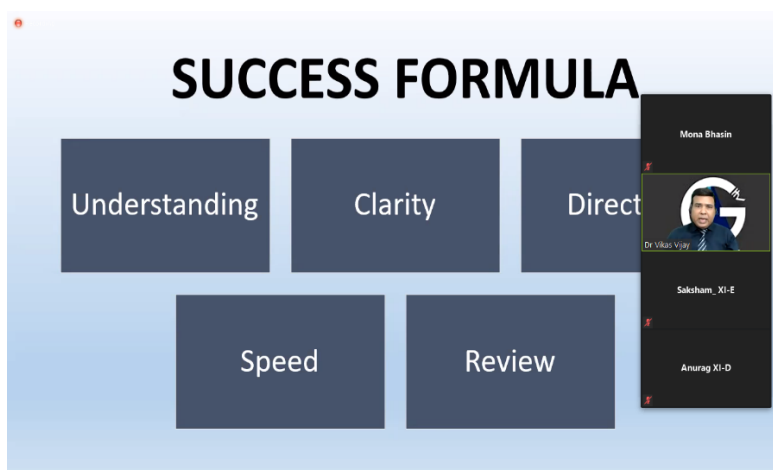 SUCCESS FORMULA
Understanding
Clarity
Direct
Speed
Review
Mona Bhasin
Dr Vikas Vijay
Saksham_ XI-E
Anurag XI-D